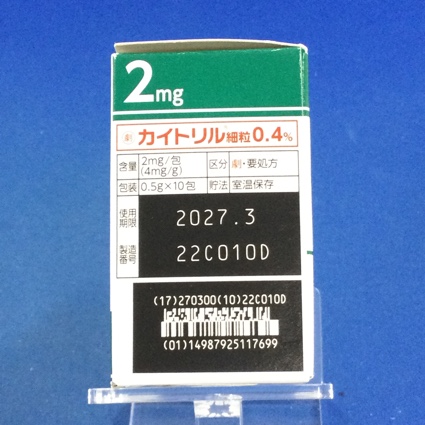 2mg
劇 カイトリル細粒0.4%
含量 2mg/包 (4mg/g) 区分 劇・要処方
包装 0.5g×10包 貯法 室温保存
使用期限 2027.3
製造番号 22C010D
(17)270300(10)22C010D
(01)14987925117699